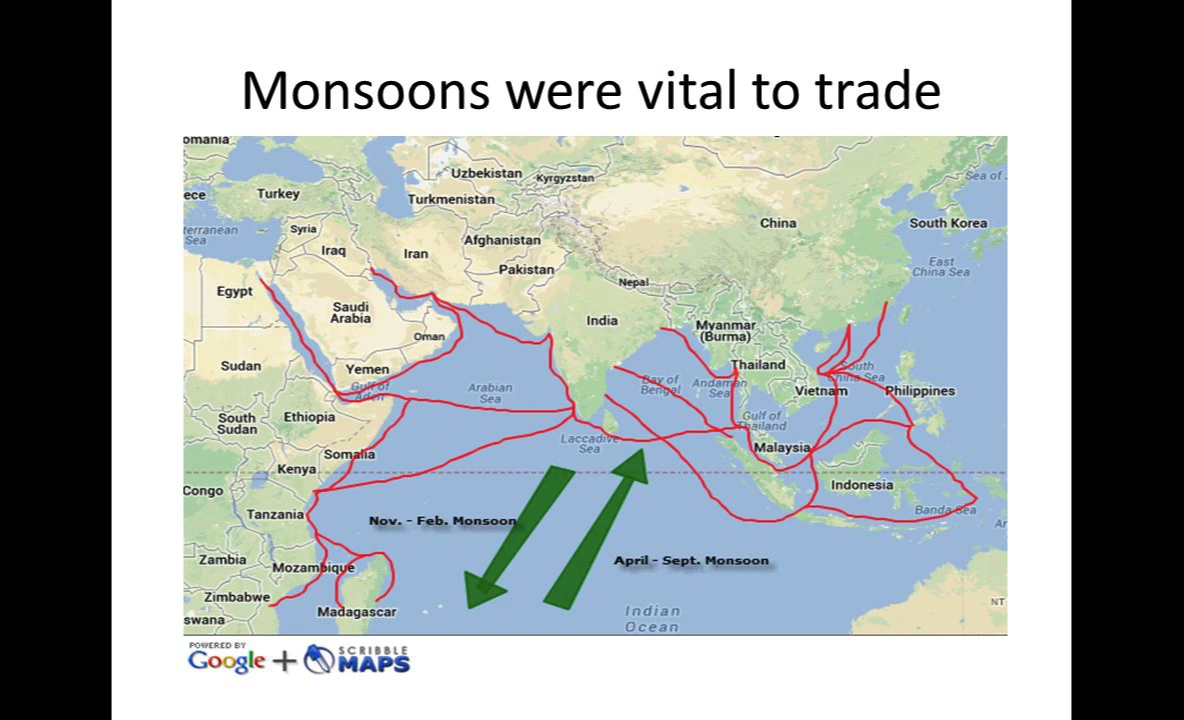 Monsoons were vital to trade
omania
Uzbekistan
Kyrgyzstan
Sea of
ece
Turkey
Turkmenistan
China
South Korea
terranean
Sea
Syria
Iraq
Iran
Afghanistan
Pakistan
East
China Sea
Nepal
Egypt
Saudi
Arabia
Oman
India
Myanmar
(Burma)
Sudan
Yemen
Thailand
South
China Sea
Gulf of
Aden
Arabian
Sea
Bay of
Bengal
Andaman
Sea
Vietnam
Philippines
South
Sudan
Ethiopia
Gulf of
Thailand
Laccadive
Sea
Malaysia
Somalia
Kenya
Congo
Indonesia
Banda Sea
Tanzania
Nov. - Feb. Monsoon
Ar
Zambia
Mozambique
April - Sept. Monsoon
Zimbabwe
Madagascar
NT
swana
Indian
Ocean
POWERED BY
Google + SCRIBBLE
MAPS